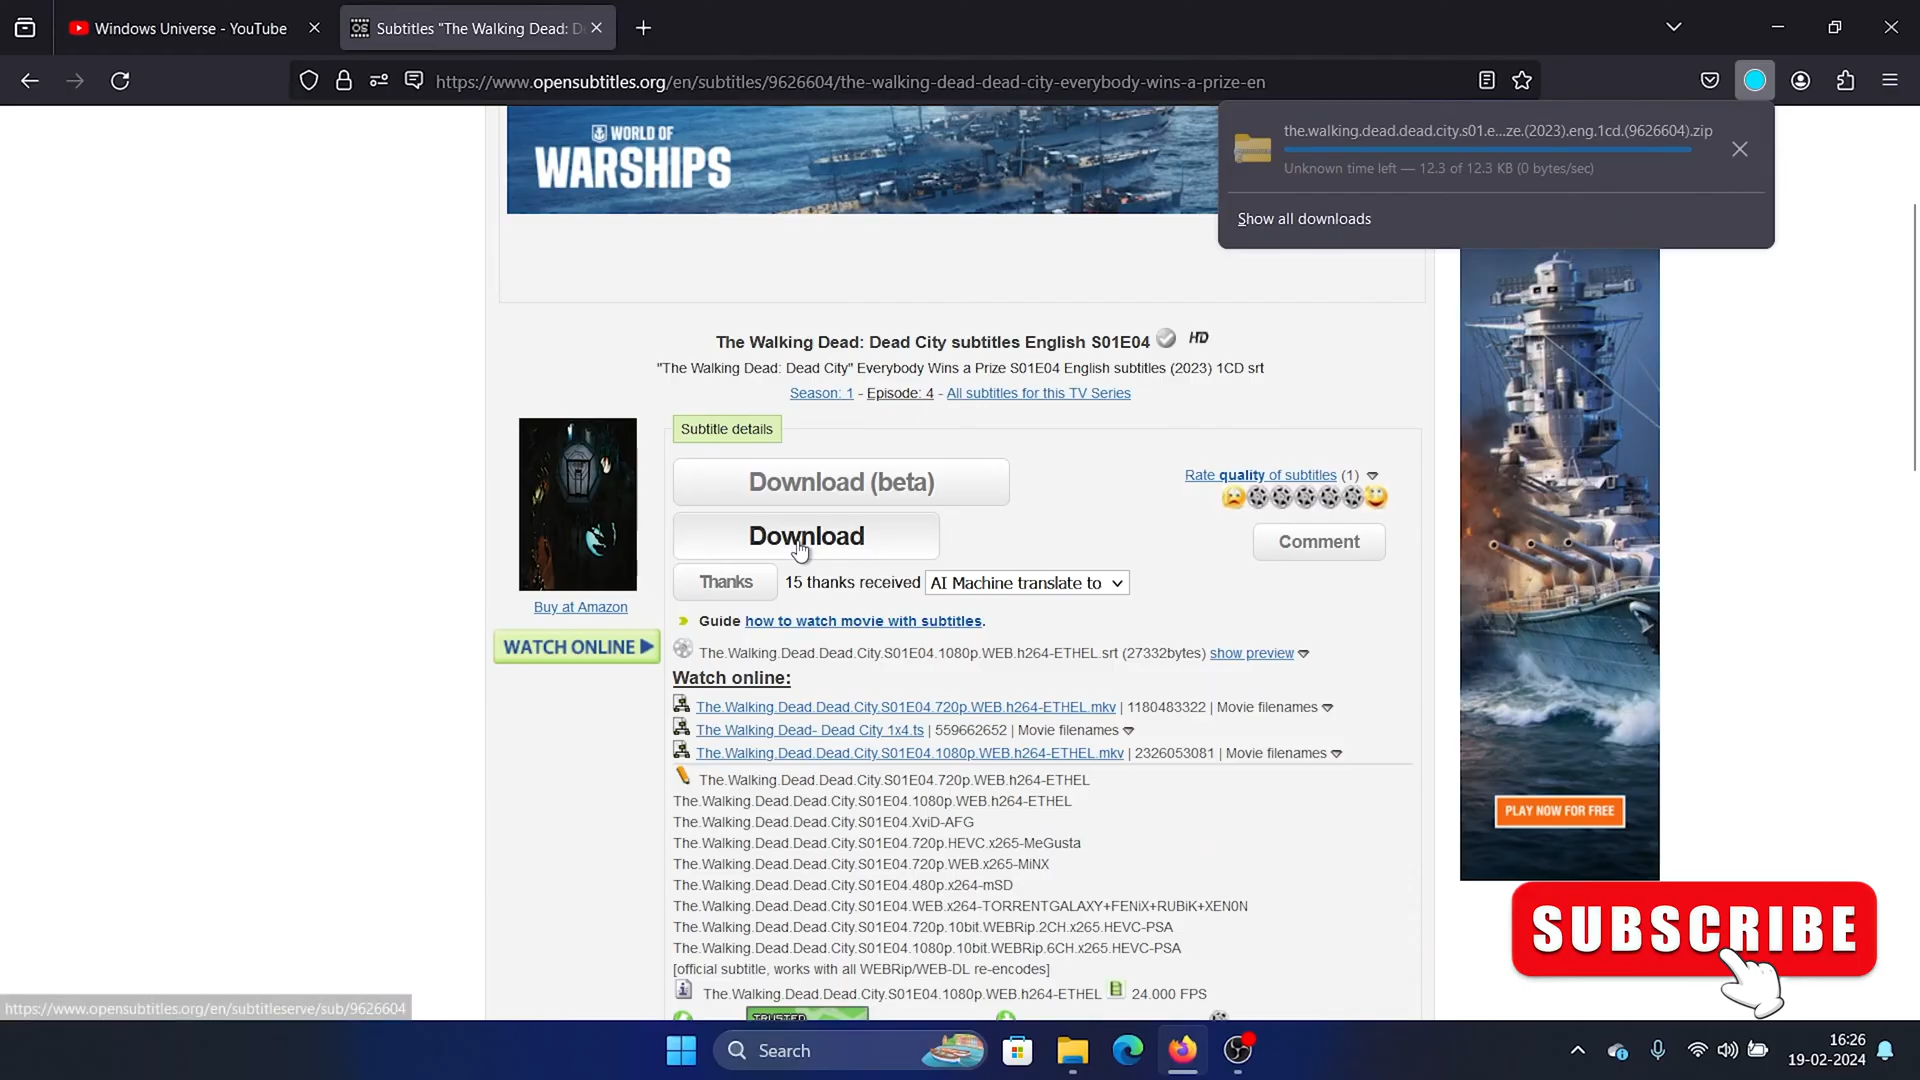 Windows Universe - YouTube
Subtitles "The Walking Dead: D
https://www.opensubtitles.org/en/subtitles/9626604/the-walking-dead-dead-city-everybody-wins-a-prize-en
the.walking.dead.dead.city.s01.e...ze.(2023).eng.1cd.(9626604).zip
Unknown time left — 12.3 of 12.3 KB (0 bytes/sec)
Show all downloads
WORLD OF
WARSHIPS
The Walking Dead: Dead City subtitles English S01E04 HD
"The Walking Dead: Dead City" Everybody Wins a Prize S01E04 English subtitles (2023) 1CD srt
Season: 1 - Episode: 4 - All subtitles for this TV Series
Subtitle details
Download (beta)
Rate quality of subtitles (1)
Download
Comment
Thanks 15 thanks received AI Machine translate to
Buy at Amazon
Guide how to watch movie with subtitles.
WATCH ONLINE
The.Walking.Dead.Dead.City.S01E04.1080p.WEB.h264-ETHEL.srt (27332bytes) show preview
Watch online:
The.Walking.Dead.Dead.City.S01E04.720p.WEB.h264-ETHEL.mkv | 1180483322 | Movie filenames
The.Walking Dead- Dead City 1x4.ts | 559662652 | Movie filenames
The.Walking.Dead.Dead.City.S01E04.1080p.WEB.h264-ETHEL.mkv | 2326053081 | Movie filenames
The.Walking.Dead.Dead.City.S01E04.720p.WEB.h264-ETHEL
The.Walking.Dead.Dead.City.S01E04.1080p.WEB.h264-ETHEL
The.Walking.Dead.Dead.City.S01E04.XviD-AFG
The.Walking.Dead.Dead.City.S01E04.720p.HEVC.x265-MeGusta
The.Walking.Dead.Dead.City.S01E04.720p.WEB.x265-MiNX
The.Walking.Dead.Dead.City.S01E04.480p.x264-mSD
The.Walking.Dead.Dead.City.S01E04.WEB.x264-TORRENTGALAXY+FENiX+RUBiK+XEN0N
The.Walking.Dead.Dead.City.S01E04.720p.10bit.WEBRip.2CH.x265.HEVC-PSA
The.Walking.Dead.Dead.City.S01E04.1080p.10bit.WEBRip.6CH.x265.HEVC-PSA
[official subtitle, works with all WEBRip/WEB-DL re-encodes]
The.Walking.Dead.Dead.City.S01E04.1080p.WEB.h264-ETHEL 24.000 FPS
TRUSTED
PLAY NOW FOR FREE
SUBSCRIBE
https://www.opensubtitles.org/en/subtitleserve/sub/9626604
Search
16:26
19-02-2024